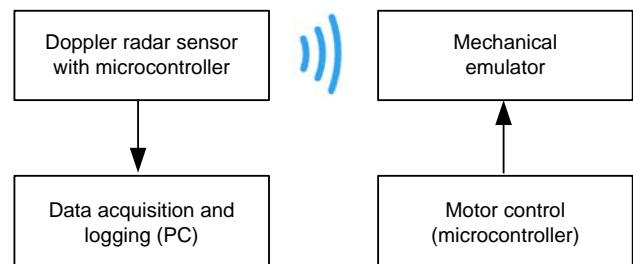 Doppler radar sensor
with microcontroller
Mechanical
emulator
Data acquisition and
logging (PC)
Motor control
(microcontroller)